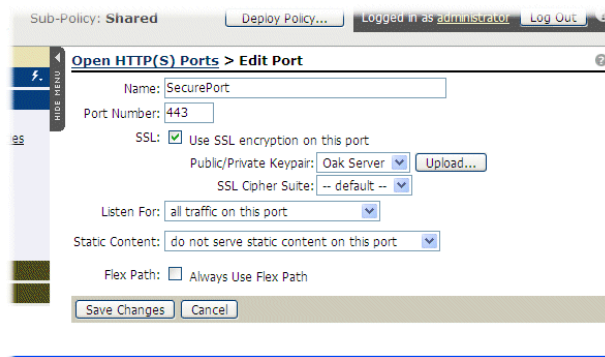 Sub-Policy: Shared Deploy Policy... Logged in as administrator Log Out
Open HTTP(S) Ports > Edit Port
HIDE MENU
Name: SecurePort
Port Number: 443
es
SSL: Use SSL encryption on this port
Public/Private Keypair: Oak Server Upload...
SSL Cipher Suite: -- default --
Listen For: all traffic on this port
Static Content: do not serve static content on this port
Flex Path: Always Use Flex Path
Save Changes Cancel